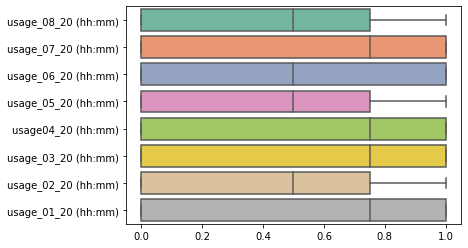 usage_08_20 (hh:mm)
usage_07_20 (hh:mm)
usage_06_20 (hh:mm)
usage_05_20 (hh:mm)
usage04_20 (hh:mm)
usage_03_20 (hh:mm)
usage_02_20 (hh:mm)
usage_01_20 (hh:mm)
0.0 0.2 0.4 0.6 0.8 1.0